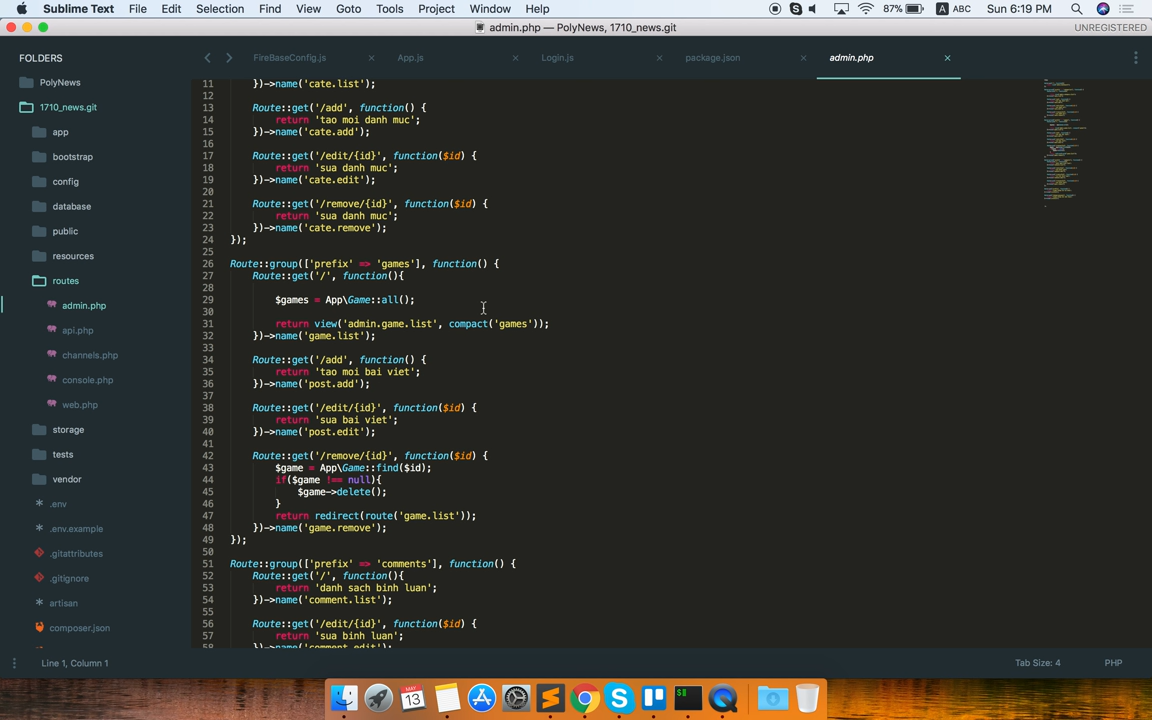 Sublime Text File Edit Selection Find View Goto Tools Project Window Help 87% A ABC Sun 6:19 PM
admin.php — PolyNews, 1710_news.git UNREGISTERED
FOLDERS
PolyNews
1710_news.git
app
bootstrap
config
database
public
resources
routes
admin.php
api.php
channels.php
console.php
web.php
storage
tests
vendor
.env
.env.example
.gitattributes
.gitignore
artisan
composer.json
FireBaseConfig.js App.js Login.js package.json admin.php
11 })->name('cate.list');
12
13 Route::get('/add', function() {
14 return 'tao moi danh muc';
15 })->name('cate.add');
16
17 Route::get('/edit/{id}', function($id) {
18 return 'sua danh muc';
19 })->name('cate.edit');
20
21 Route::get('/remove/{id}', function($id) {
22 return 'sua danh muc';
23 })->name('cate.remove');
24 });
25
26 Route::group(['prefix' => 'games'], function() {
27 Route::get('/', function(){
28
29 $games = App\Game::all();
30
31 return view('admin.game.list', compact('games'));
32 })->name('game.list');
33
34 Route::get('/add', function() {
35 return 'tao moi bai viet';
36 })->name('post.add');
37
38 Route::get('/edit/{id}', function($id) {
39 return 'sua bai viet';
40 })->name('post.edit');
41
42 Route::get('/remove/{id}', function($id) {
43 $game = App\Game::find($id);
44 if($game !== null){
45 $game->delete();
46 }
47 return redirect(route('game.list'));
48 })->name('game.remove');
49 });
50
51 Route::group(['prefix' => 'comments'], function() {
52 Route::get('/', function(){
53 return 'danh sach binh luan';
54 })->name('comment.list');
55
56 Route::get('/edit/{id}', function($id) {
57 return 'sua binh luan';
58 })->name('comment.edit');
Line 1, Column 1 Tab Size: 4 PHP
MAY
13